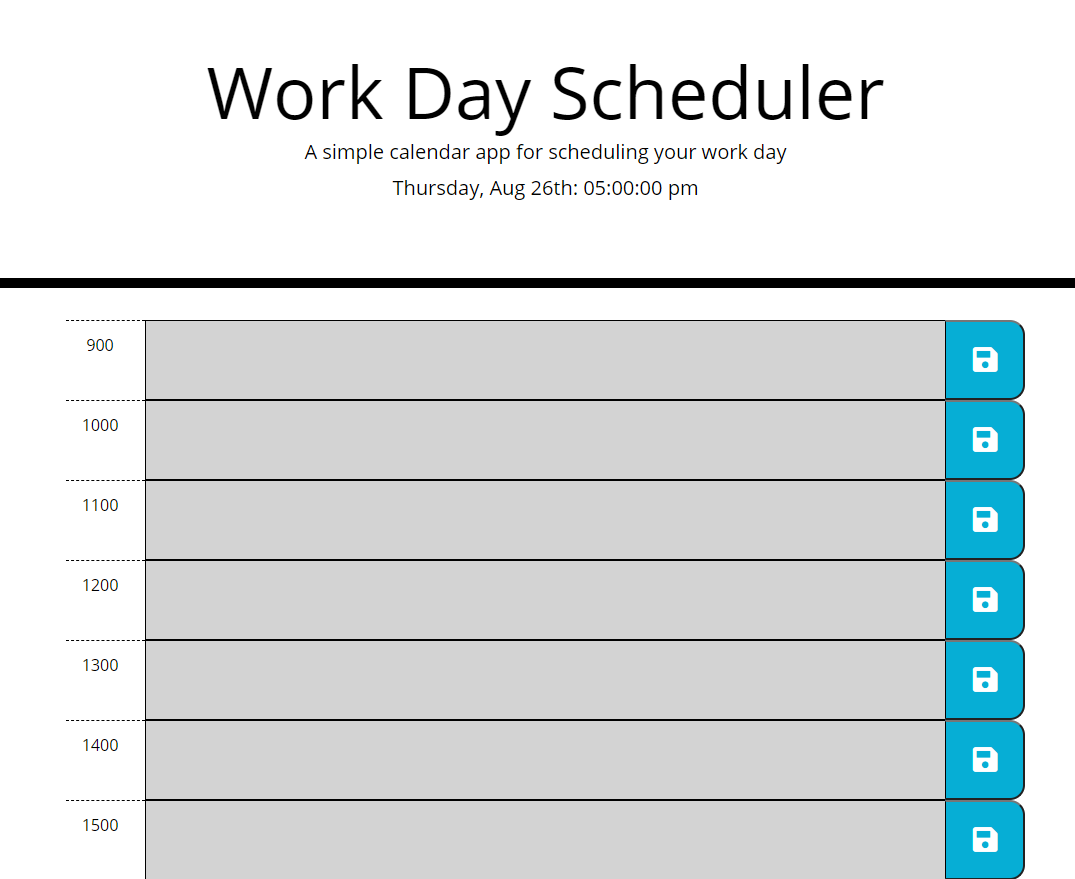 Work Day Scheduler
A simple calendar app for scheduling your work day
Thursday, Aug 26th: 05:00:00 pm
900
1000
1100
1200
1300
1400
1500